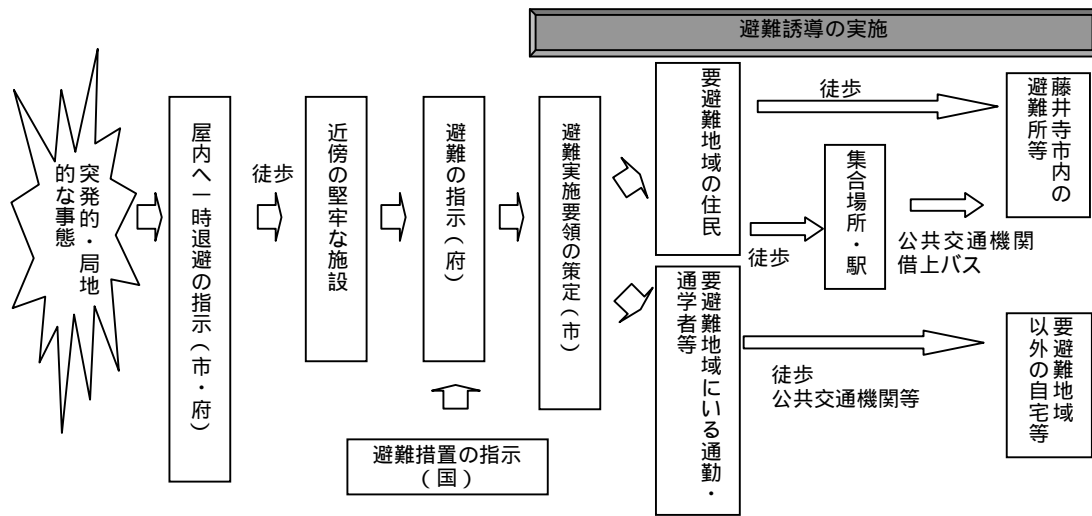 避難誘導の実施
突発的・局地
的な事態
屋内へ一時退避の指示(市・府)
徒歩
近傍の堅牢な施設
避難の指示(府)
避難措置の指示
(国)
避難実施要領の策定(市)
要避難地域の住民
徒歩
藤井寺市内の
避難所等
徒歩
集合場所・駅
公共交通機関
借上バス
要避難地域にいる通勤・
通学者等
徒歩
公共交通機関等
要避難地域
以外の自宅等